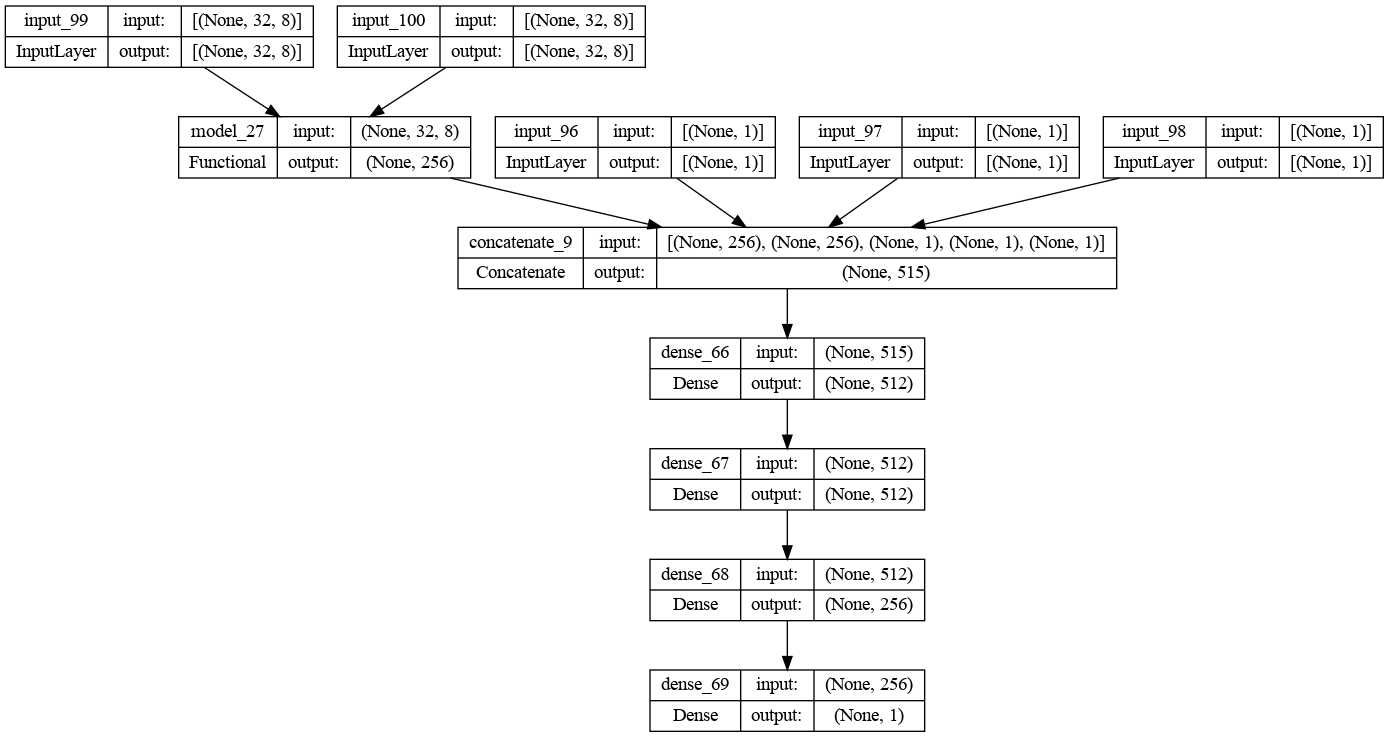 input_99 input: [(None, 32, 8)]
InputLayer output: [(None, 32, 8)]
input_100 input: [(None, 32, 8)]
InputLayer output: [(None, 32, 8)]
model_27 input: (None, 32, 8)
Functional output: (None, 256)
input_96 input: [(None, 1)]
InputLayer output: [(None, 1)]
input_97 input: [(None, 1)]
InputLayer output: [(None, 1)]
input_98 input: [(None, 1)]
InputLayer output: [(None, 1)]
concatenate_9 input: [(None, 256), (None, 256), (None, 1), (None, 1), (None, 1)]
Concatenate output: (None, 515)
dense_66 input: (None, 515)
Dense output: (None, 512)
dense_67 input: (None, 512)
Dense output: (None, 512)
dense_68 input: (None, 512)
Dense output: (None, 256)
dense_69 input: (None, 256)
Dense output: (None, 1)